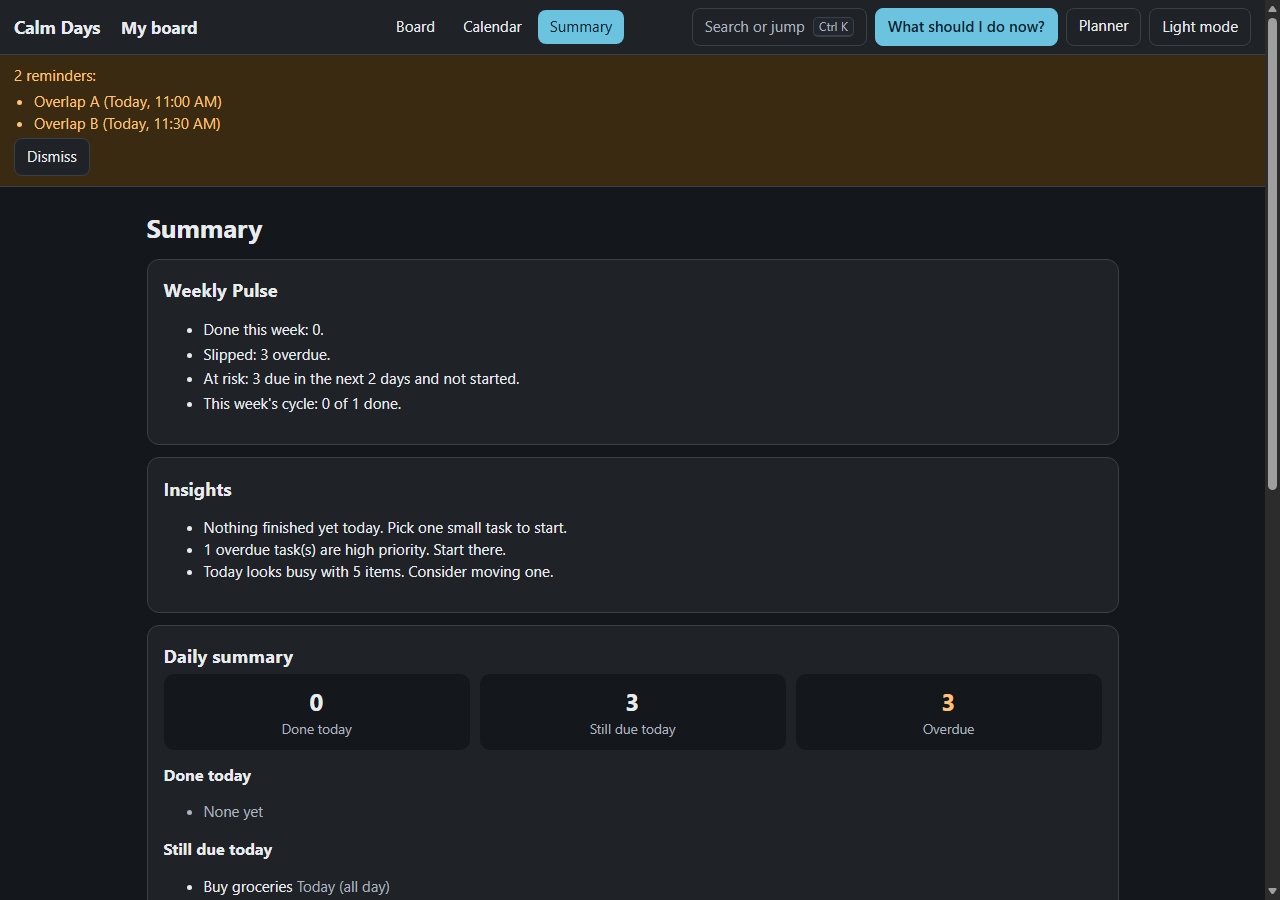 Calm Days My board Board Calendar Summary Search or jump Ctrl K What should I do now? Planner Light mode
2 reminders:
Overlap A (Today, 11:00 AM)
Overlap B (Today, 11:30 AM)
Dismiss
Summary
Weekly Pulse
Done this week: 0.
Slipped: 3 overdue.
At risk: 3 due in the next 2 days and not started.
This week's cycle: 0 of 1 done.
Insights
Nothing finished yet today. Pick one small task to start.
1 overdue task(s) are high priority. Start there.
Today looks busy with 5 items. Consider moving one.
Daily summary
0 3 3
Done today Still due today Overdue
Done today
None yet
Still due today
Buy groceries Today (all day)